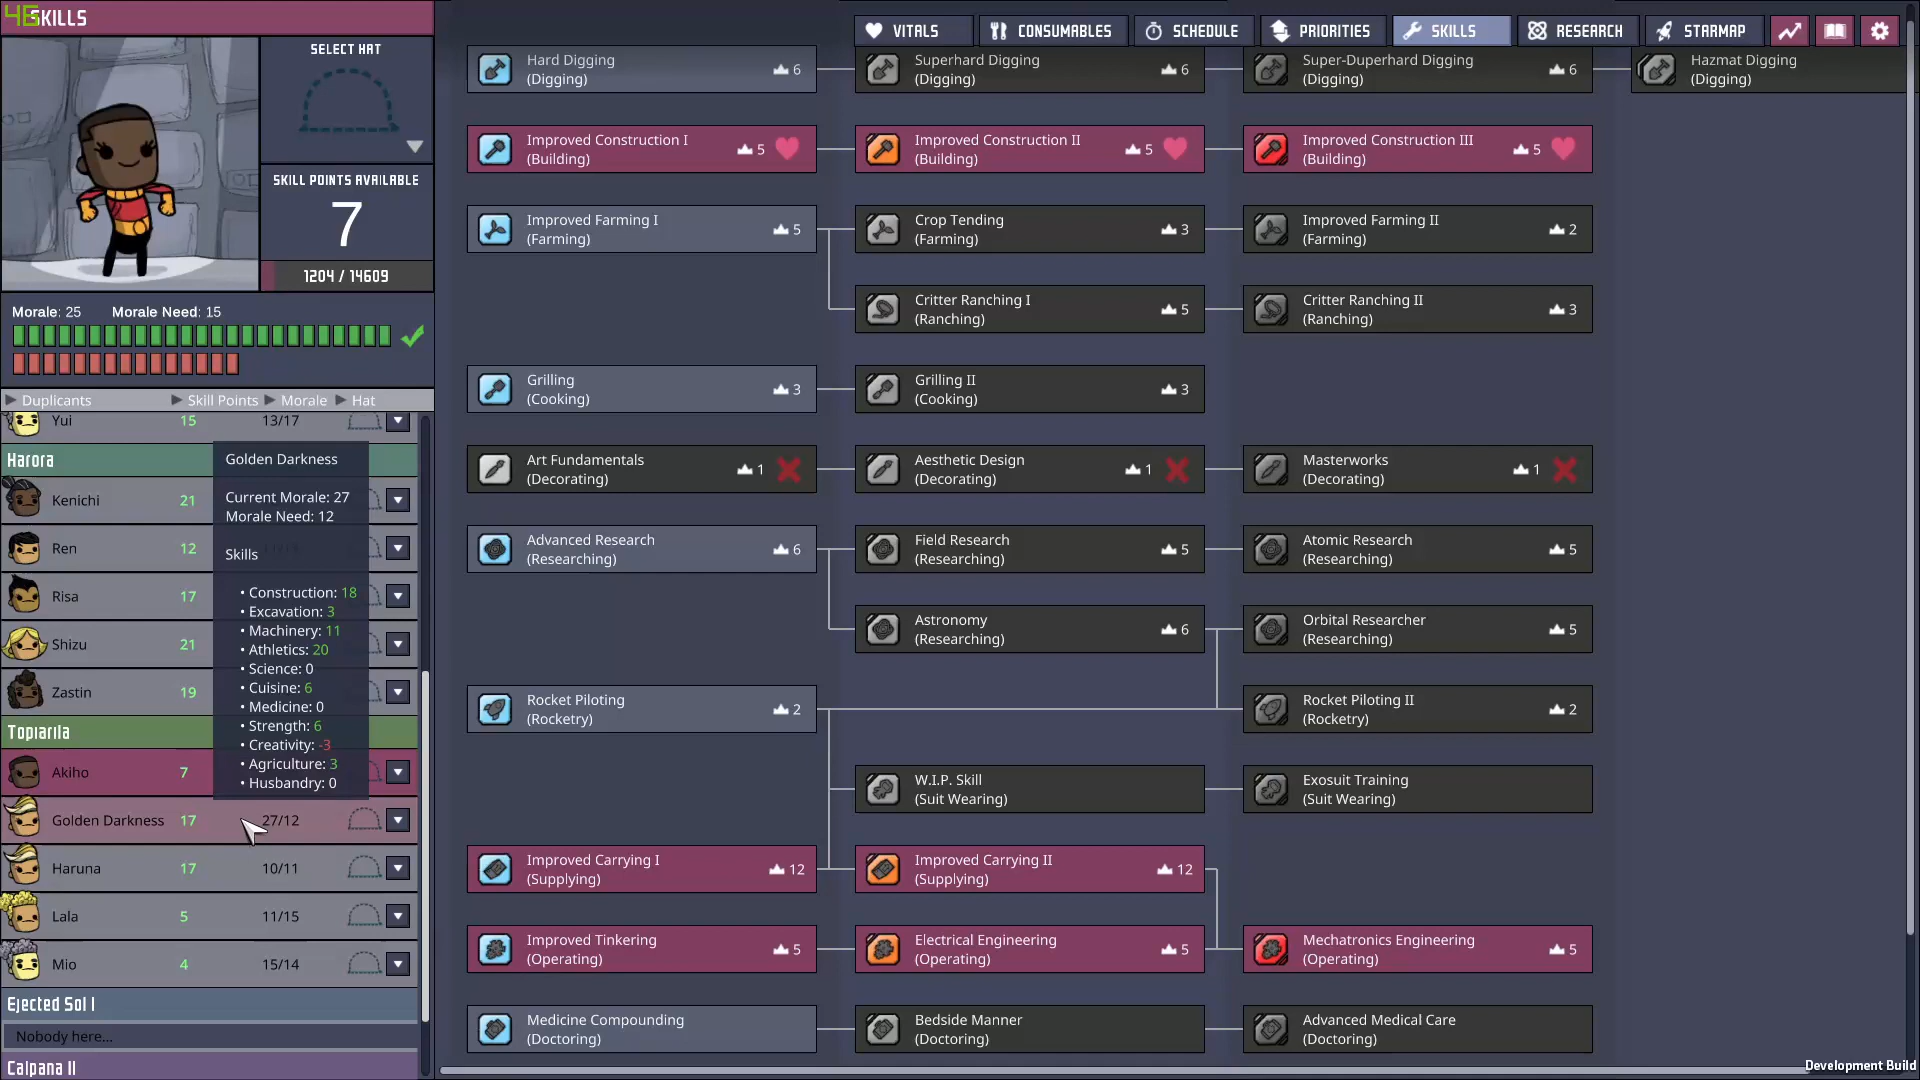 46
SKILLS
VITALS
CONSUMABLES
SCHEDULE
PRIORITIES
SKILLS
RESEARCH
STARMAP
SELECT HAT
SKILL POINTS AVAILABLE
7
1204 / 14609
Morale: 25
Morale Need: 15
Duplicants
Skill Points
Morale
Hat
Yui
15
13/17
Harora
Kenichi
21
Ren
12
Risa
17
Shizu
21
Zastin
19
Topiarila
Akiho
7
Golden Darkness
17
27/12
Haruna
17
10/11
Lala
5
11/15
Mio
4
15/14
Ejected Sol I
Nobody here...
Calpana II
Golden Darkness
Current Morale: 27
Morale Need: 12
Skills
• Construction: 18
• Excavation: 3
• Machinery: 11
• Athletics: 20
• Science: 0
• Cuisine: 6
• Medicine: 0
• Strength: 6
• Creativity: -3
• Agriculture: 3
• Husbandry: 0
Hard Digging
(Digging)
6
Superhard Digging
(Digging)
6
Super-Duperhard Digging
(Digging)
6
Hazmat Digging
(Digging)
Improved Construction I
(Building)
5
Improved Construction II
(Building)
5
Improved Construction III
(Building)
5
Improved Farming I
(Farming)
5
Crop Tending
(Farming)
3
Improved Farming II
(Farming)
2
Critter Ranching I
(Ranching)
5
Critter Ranching II
(Ranching)
3
Grilling
(Cooking)
3
Grilling II
(Cooking)
3
Art Fundamentals
(Decorating)
1
Aesthetic Design
(Decorating)
1
Masterworks
(Decorating)
1
Advanced Research
(Researching)
6
Field Research
(Researching)
5
Atomic Research
(Researching)
5
Astronomy
(Researching)
6
Orbital Researcher
(Researching)
5
Rocket Piloting
(Rocketry)
2
Rocket Piloting II
(Rocketry)
2
W.I.P. Skill
(Suit Wearing)
Exosuit Training
(Suit Wearing)
Improved Carrying I
(Supplying)
12
Improved Carrying II
(Supplying)
12
Improved Tinkering
(Operating)
5
Electrical Engineering
(Operating)
5
Mechatronics Engineering
(Operating)
5
Medicine Compounding
(Doctoring)
Bedside Manner
(Doctoring)
Advanced Medical Care
(Doctoring)
Development Build